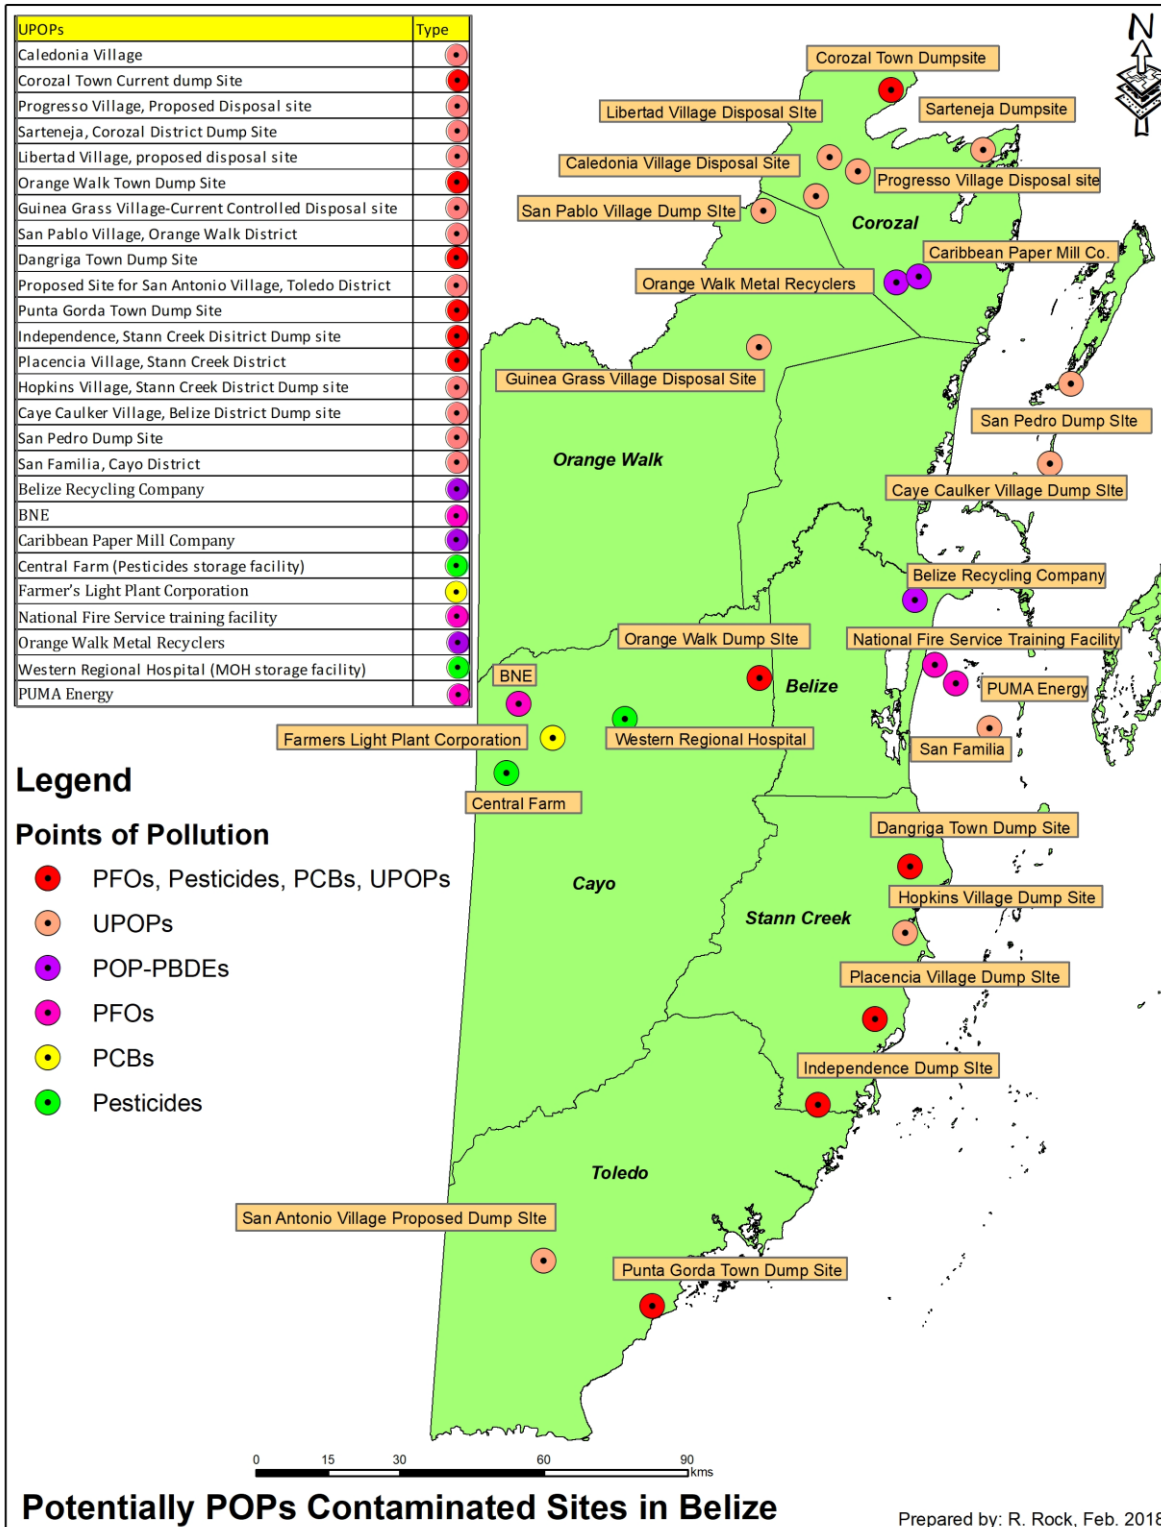 UPOPs Type
Caledonia Village
Corozal Town Current dump Site
Progresso Village, Proposed Disposal site
Sarteneja, Corozal District Dump Site
Libertad Village, proposed disposal site
Orange Walk Town Dump Site
Guinea Grass Village-Current Controlled Disposal site
San Pablo Village, Orange Walk District
Dangriga Town Dump Site
Proposed Site for San Antonio Village, Toledo District
Punta Gorda Town Dump Site
Independence, Stann Creek Disitrict Dump site
Placencia Village, Stann Creek District
Hopkins Village, Stann Creek District Dump site
Caye Caulker Village, Belize District Dump site
San Pedro Dump Site
San Familia, Cayo District
Belize Recycling Company
BNE
Caribbean Paper Mill Company
Central Farm (Pesticides storage facility)
Farmer's Light Plant Corporation
National Fire Service training facility
Orange Walk Metal Recyclers
Western Regional Hospital (MOH storage facility)
PUMA Energy
N
Corozal Town Dumpsite
Libertad Village Disposal SIte
Sarteneja Dumpsite
Caledonia Village Disposal Site
Progresso Village Disposal site
San Pablo Village Dump SIte
Corozal
Caribbean Paper Mill Co.
Orange Walk Metal Recyclers
Guinea Grass Village Disposal Site
San Pedro Dump SIte
Orange Walk
Caye Caulker Village Dump SIte
Belize Recycling Company
Orange Walk Dump SIte
National Fire Service Training Facility
BNE
Belize
PUMA Energy
Farmers Light Plant Corporation
Western Regional Hospital
San Familia
Central Farm
Dangriga Town Dump Site
Cayo
Hopkins Village Dump Site
Stann Creek
Placencia Village Dump SIte
Independence Dump SIte
Toledo
San Antonio Village Proposed Dump SIte
Punta Gorda Town Dump Site
Legend
Points of Pollution
PFOs, Pesticides, PCBs, UPOPs
UPOPs
POP-PBDEs
PFOs
PCBs
Pesticides
0 15 30 60 90
kms
Potentially POPs Contaminated Sites in Belize
Prepared by: R. Rock, Feb. 2018